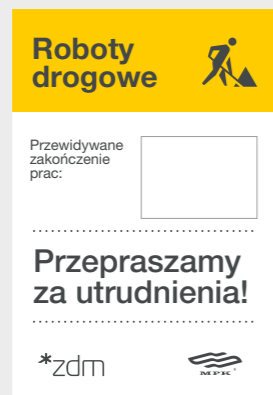 Roboty
drogowe
Przewidywane
zakończenie
prac:
Przepraszamy
za utrudnienia!
*zdm
MPK